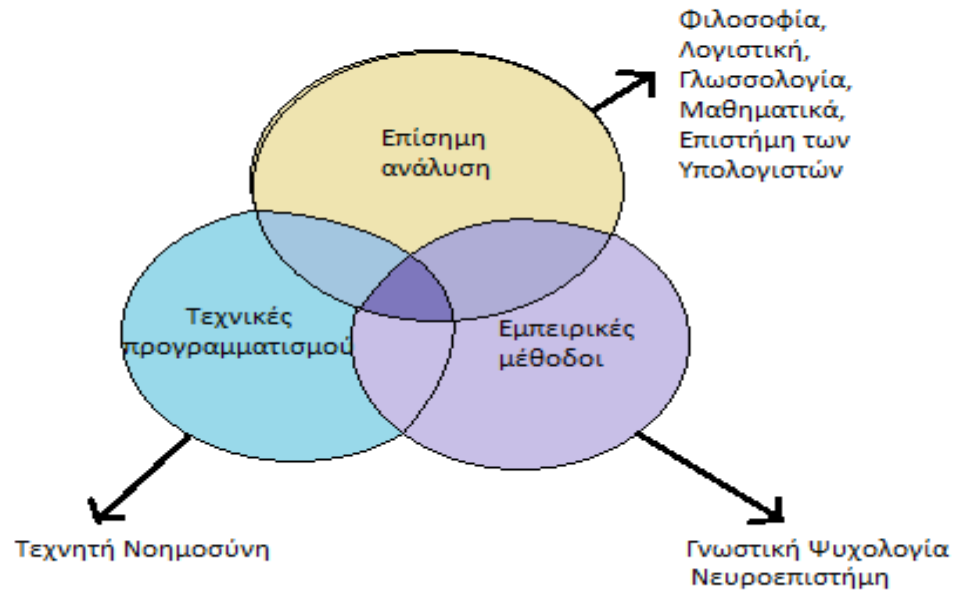 Φιλοσοφία,
Λογιστική,
Γλωσσολογία,
Μαθηματικά,
Επιστήμη των
Υπολογιστών
Επίσημη
ανάλυση
Τεχνικές
προγραμματισμού
Εμπειρικές
μέθοδοι
Τεχνητή Νοημοσύνη
Γνωστική Ψυχολογία
Νευροεπιστήμη